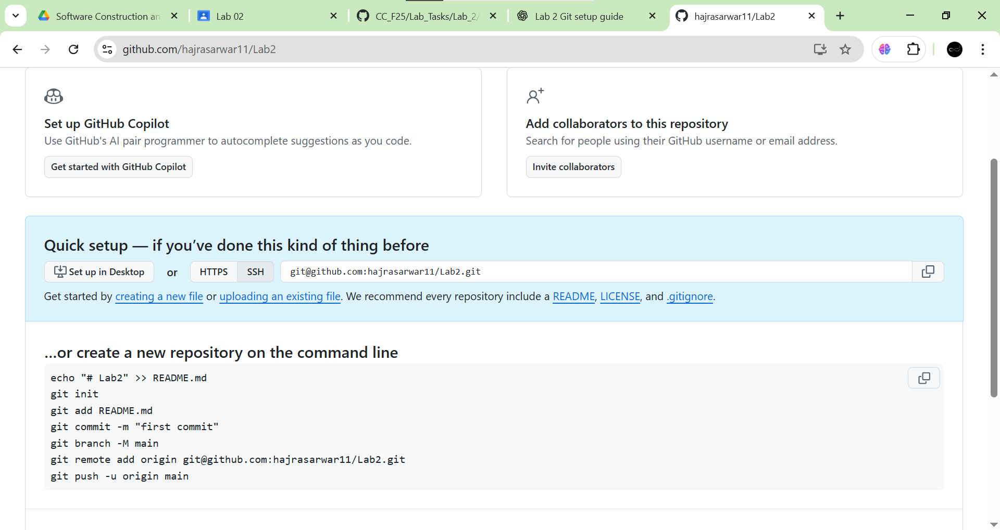 Software Construction an
Lab 02
CC_F25/Lab_Tasks/Lab_2/
Lab 2 Git setup guide
hajrasarwar11/Lab2
github.com/hajrasarwar11/Lab2
Set up GitHub Copilot
Use GitHub's AI pair programmer to autocomplete suggestions as you code.
Get started with GitHub Copilot
Add collaborators to this repository
Search for people using their GitHub username or email address.
Invite collaborators
Quick setup — if you’ve done this kind of thing before
Set up in Desktop or HTTPS SSH git@github.com:hajrasarwar11/Lab2.git
Get started by creating a new file or uploading an existing file. We recommend every repository include a README, LICENSE, and .gitignore.
…or create a new repository on the command line
echo "# Lab2" >> README.md
git init
git add README.md
git commit -m "first commit"
git branch -M main
git remote add origin git@github.com:hajrasarwar11/Lab2.git
git push -u origin main